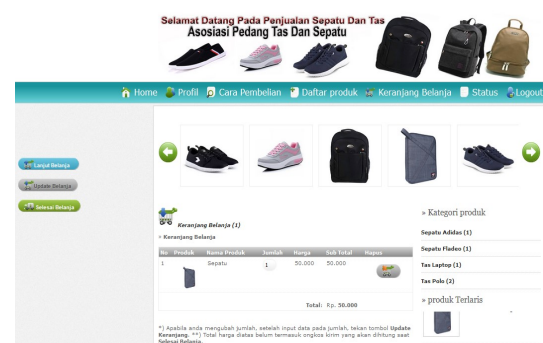 Selamat Datang Pada Penjualan Sepatu Dan Tas
Asosiasi Pedang Tas Dan Sepatu
Home Profil Cara Pembelian Daftar produk Keranjang Belanja Status Logout
Lanjut Belanja
Update Belanja
Selesai Belanja
Keranjang Belanja (1)
» Keranjang Belanja
No Produk Nama Produk Jumlah Harga Sub Total Hapus
1 Sepatu 1 50.000 50.000
Total: Rp. 50.000
*) Apabila anda mengubah jumlah, setelah input data pada jumlah, tekan tombol Update
Keranjang. **) Total harga diatas belum termasuk ongkos kirim yang akan dihitung saat
Selesai Belanja.
» Kategori produk
Sepatu Adidas (1)
Sepatu Fladeo (1)
Tas Laptop (1)
Tas Polo (2)
» produk Terlaris